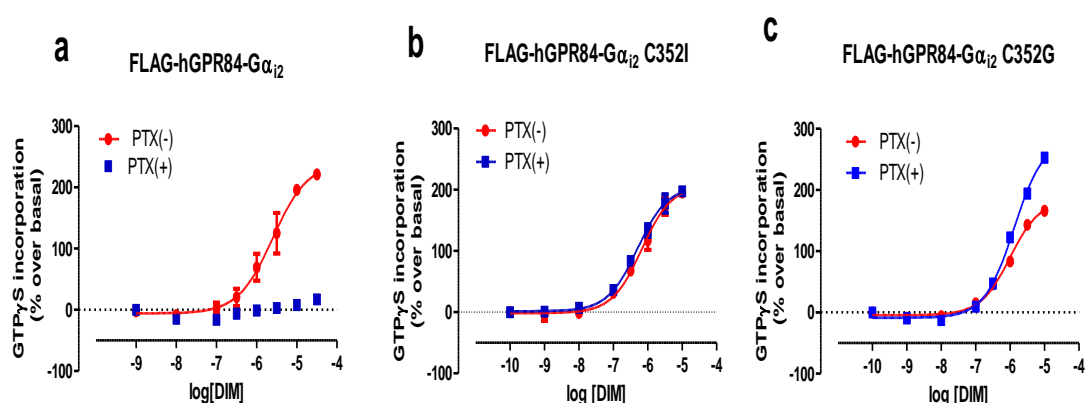 a
FLAG-hGPR84-Gαi2
GTPγS incorporation
(% over basal)
300
200
100
0
-100
PTX(-)
PTX(+)
-9 -8 -7 -6 -5 -4
log[DIM]
b
FLAG-hGPR84-Gαi2 C352I
GTPγS incorporation
(% over basal)
300
200
100
0
-100
PTX(-)
PTX(+)
-10 -9 -8 -7 -6 -5 -4
log[DIM]
c
FLAG-hGPR84-Gαi2 C352G
GTPγS incorporation
(% over basal)
300
200
100
0
-100
PTX(-)
PTX(+)
-10 -9 -8 -7 -6 -5 -4
log[DIM]